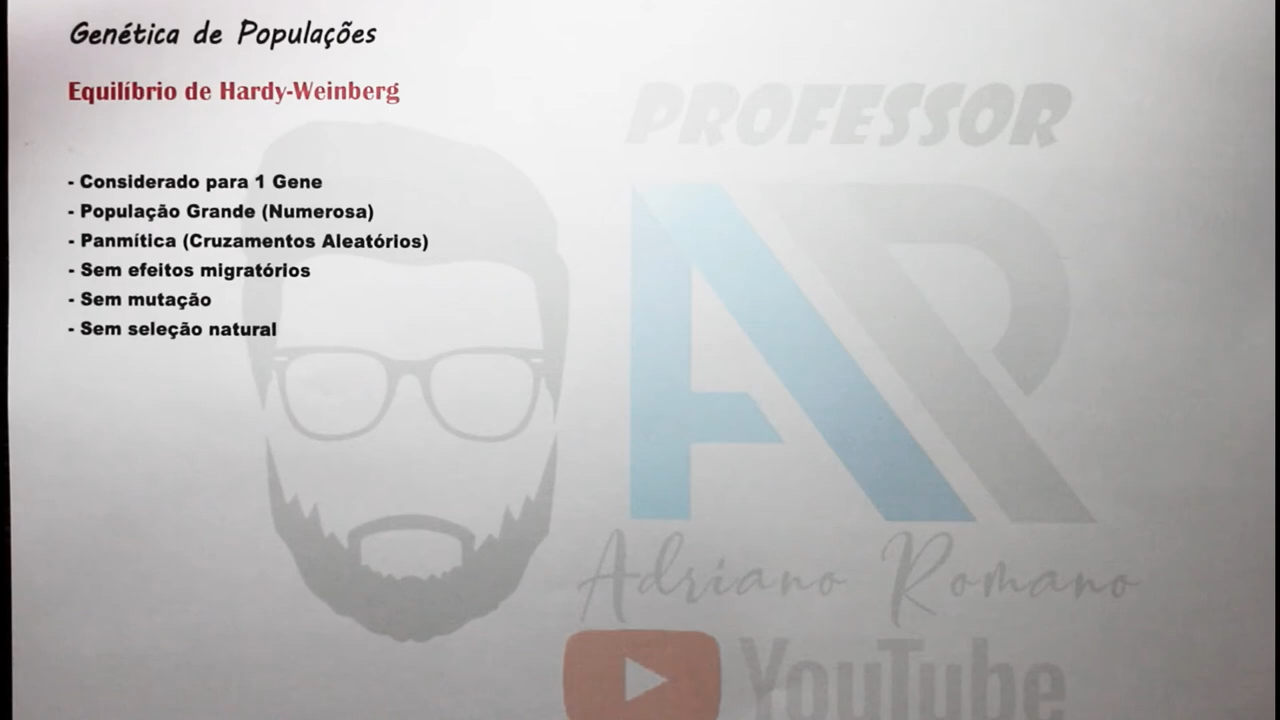 Genética de Populações
Equilíbrio de Hardy-Weinberg
PROFESSOR
- Considerado para 1 Gene
- População Grande (Numerosa)
- Panmítica (Cruzamentos Aleatórios)
- Sem efeitos migratórios
- Sem mutação
- Sem seleção natural
AR
Adriano Romano
YouTube